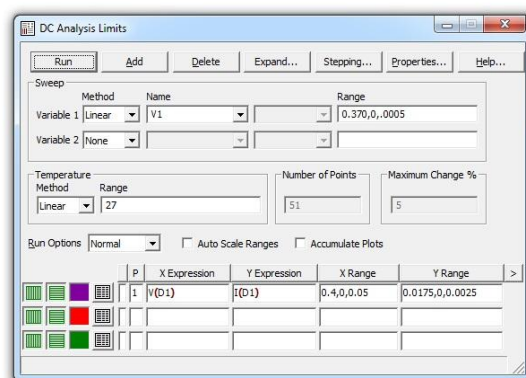 DC Analysis Limits
Run Add Delete Expand... Stepping... Properties... Help...
Sweep
Method Name Range
Variable 1 Linear V1 0.370,0,.0005
Variable 2 None
Temperature Number of Points Maximum Change %
Method Range
Linear 27 51 5
Run Options Normal Auto Scale Ranges Accumulate Plots
P X Expression Y Expression X Range Y Range >
1 V(D1) I(D1) 0.4,0,0.05 0.0175,0,0.0025